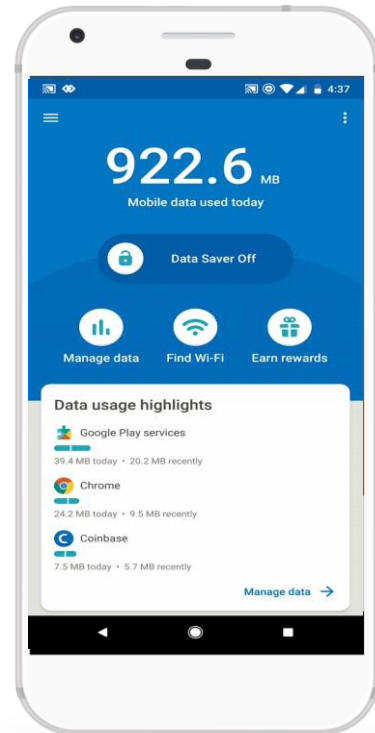 4:37
922.6 MB
Mobile data used today
Data Saver Off
Manage data Find Wi-Fi Earn rewards
Data usage highlights
Google Play services
39.4 MB today • 20.2 MB recently
Chrome
24.2 MB today • 9.5 MB recently
C Coinbase
7.5 MB today • 5.7 MB recently
Manage data